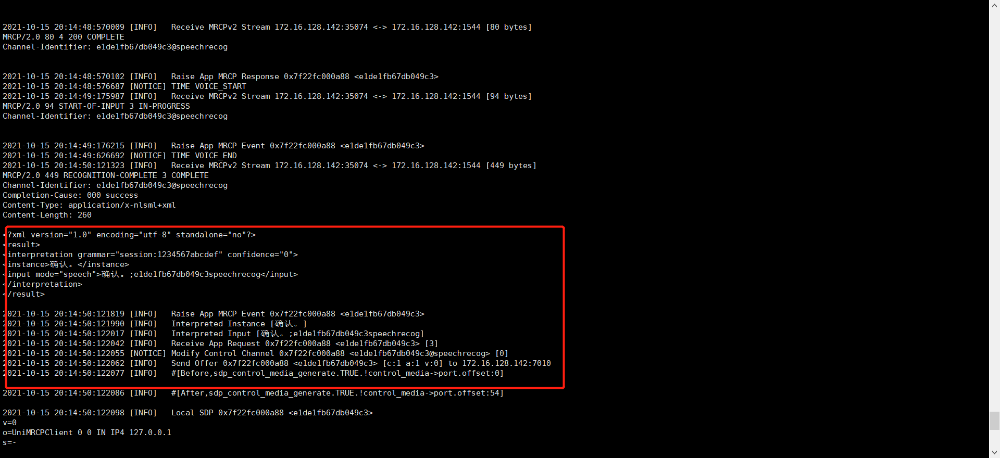 2021-10-15 20:14:48:570009 [INFO]   Receive MRCPv2 Stream 172.16.128.142:35074 <-> 172.16.128.142:1544 [80 bytes]
MRCP/2.0 80 4 200 COMPLETE
Channel-Identifier: e1de1fb67db049c3@speechrecog
2021-10-15 20:14:48:570102 [INFO]   Raise App MRCP Response 0x7f22fc000a88 <e1de1fb67db049c3>
2021-10-15 20:14:48:576687 [NOTICE] TIME VOICE_START
2021-10-15 20:14:49:175987 [INFO]   Receive MRCPv2 Stream 172.16.128.142:35074 <-> 172.16.128.142:1544 [94 bytes]
MRCP/2.0 94 START-OF-INPUT 3 IN-PROGRESS
Channel-Identifier: e1de1fb67db049c3@speechrecog
2021-10-15 20:14:49:176215 [INFO]   Raise App MRCP Event 0x7f22fc000a88 <e1de1fb67db049c3>
2021-10-15 20:14:49:626692 [NOTICE] TIME VOICE_END
2021-10-15 20:14:50:121323 [INFO]   Receive MRCPv2 Stream 172.16.128.142:35074 <-> 172.16.128.142:1544 [449 bytes]
MRCP/2.0 449 RECOGNITION-COMPLETE 3 COMPLETE
Channel-Identifier: e1de1fb67db049c3@speechrecog
Completion-Cause: 000 success
Content-Type: application/x-nlsml+xml
Content-Length: 260
<?xml version="1.0" encoding="utf-8" standalone="no"?>
<result>
<interpretation grammar="session:1234567abcdef" confidence="0">
<instance>确认。</instance>
<input mode="speech">确认。;e1de1fb67db049c3speechrecog</input>
</interpretation>
</result>
2021-10-15 20:14:50:121819 [INFO]   Raise App MRCP Event 0x7f22fc000a88 <e1de1fb67db049c3>
2021-10-15 20:14:50:121990 [INFO]   Interpreted Instance [确认。]
2021-10-15 20:14:50:122017 [INFO]   Interpreted Input [确认。;e1de1fb67db049c3speechrecog]
2021-10-15 20:14:50:122042 [INFO]   Receive App Request 0x7f22fc000a88 <e1de1fb67db049c3> [3]
2021-10-15 20:14:50:122055 [NOTICE] Modify Control Channel 0x7f22fc000a88 <e1de1fb67db049c3@speechrecog> [0]
2021-10-15 20:14:50:122062 [INFO]   Send Offer 0x7f22fc000a88 <e1de1fb67db049c3> [c:1 a:1 v:0] to 172.16.128.142:7010
2021-10-15 20:14:50:122077 [INFO]   #[Before,sdp_control_media_generate.TRUE.!control_media->port.offset:0]
2021-10-15 20:14:50:122086 [INFO]   #[After,sdp_control_media_generate.TRUE.!control_media->port.offset:54]
2021-10-15 20:14:50:122098 [INFO]   Local SDP 0x7f22fc000a88 <e1de1fb67db049c3>
v=0
o=UniMRCPClient 0 0 IN IP4 127.0.0.1
s=-